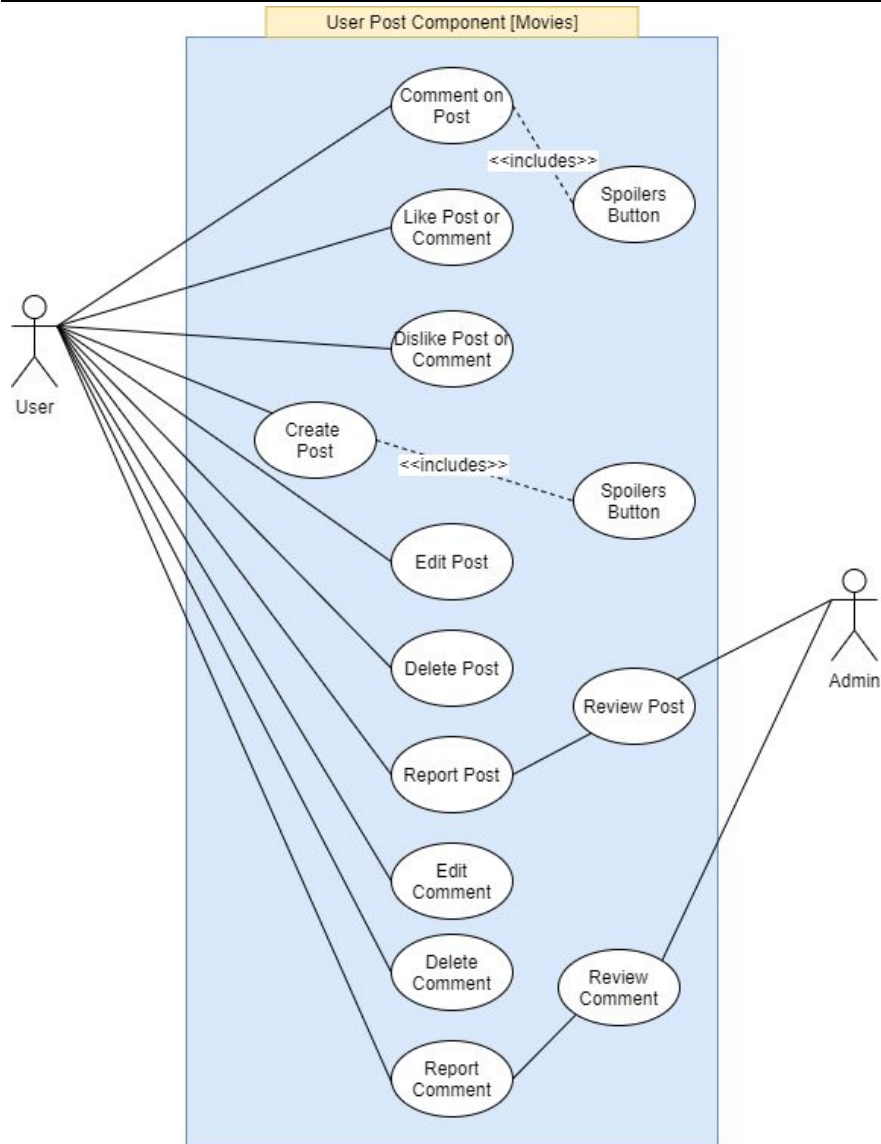 User Post Component [Movies]
Comment on
Post
<<includes>>
Spoilers
Button
Like Post or
Comment
Dislike Post or
Comment
User
Create
Post
<<includes>>
Spoilers
Button
Edit Post
Delete Post
Review Post
Admin
Report Post
Edit
Comment
Delete
Comment
Review
Comment
Report
Comment